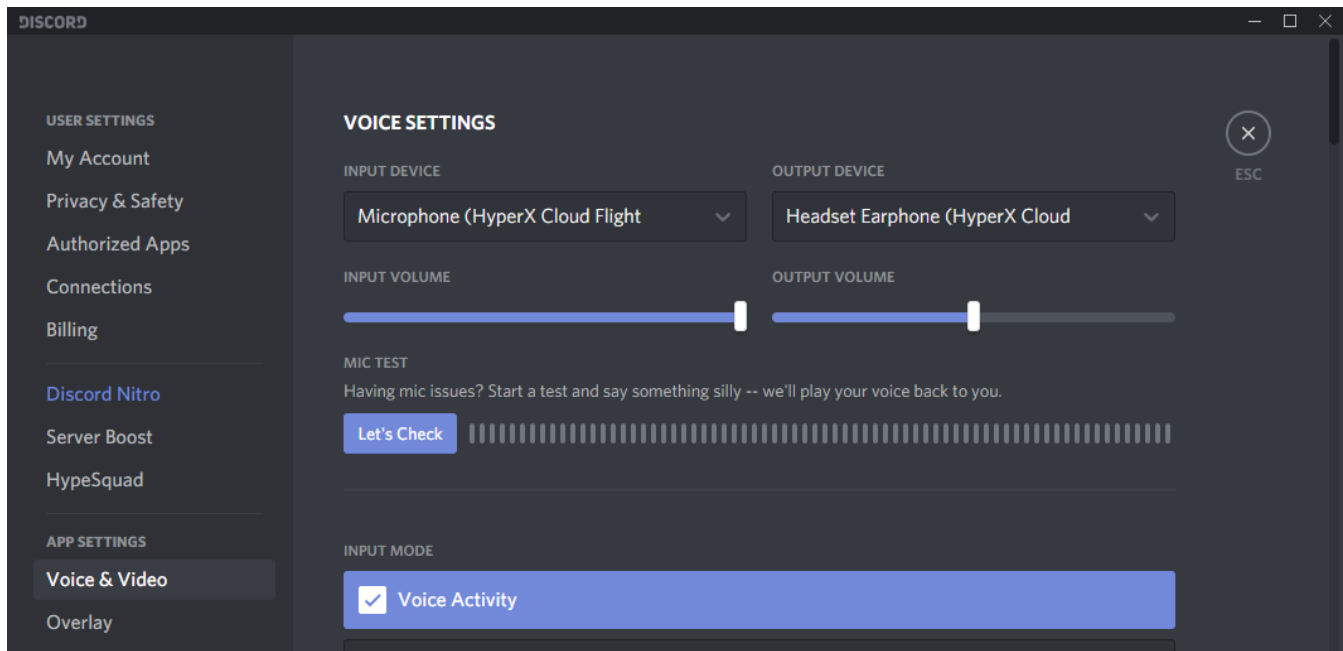 DISCORD
USER SETTINGS
My Account
Privacy & Safety
Authorized Apps
Connections
Billing
Discord Nitro
Server Boost
HypeSquad
APP SETTINGS
Voice & Video
Overlay
VOICE SETTINGS
INPUT DEVICE
Microphone (HyperX Cloud Flight
OUTPUT DEVICE
Headset Earphone (HyperX Cloud
INPUT VOLUME
OUTPUT VOLUME
MIC TEST
Having mic issues? Start a test and say something silly -- we'll play your voice back to you.
Let's Check
INPUT MODE
Voice Activity
ESC